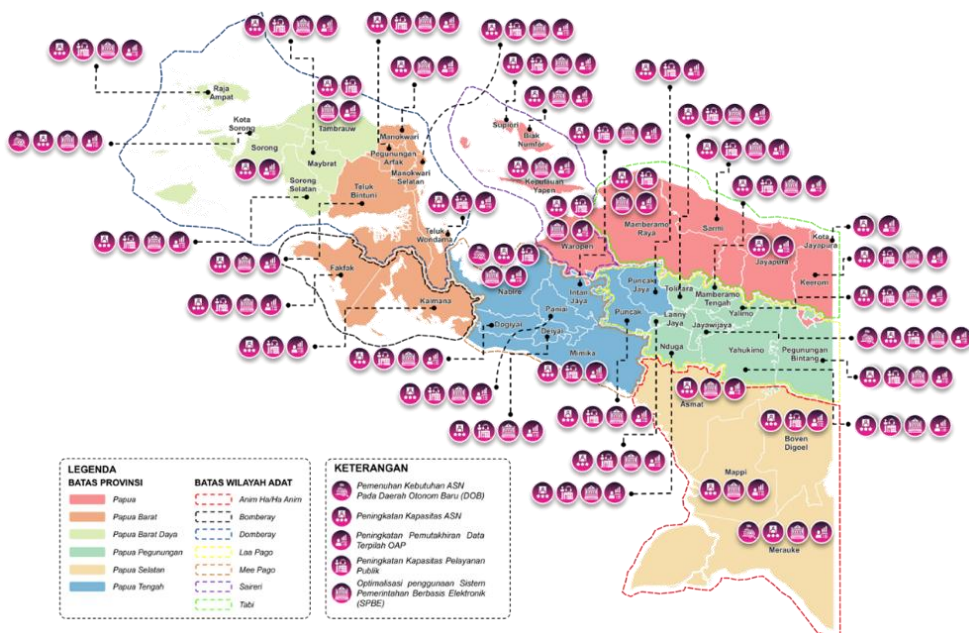 Raja
Ampat
Kota
Sorong
Sorong
Tambrauw
Maybrat
Sorong
Selatan
Manokwari
Pegunungan
Arfak
Manokwari
Selatan
Teluk
Bintuni
Teluk
Wondama
Fakfak
Kaimana
Supiori
Biak
Numfor
Kepulauan
Yapen
Waropen
Mamberamo
Raya
Sarmi
Jayapura
Kota
Jayapura
Keerom
Nabire
Intan
Jaya
Puncak
Jaya
Puncak
Paniai
Dogiyai
Deiyai
Mimika
Tolikara
Mamberamo
Tengah
Yalimo
Lanny
Jaya
Jayawijaya
Nduga
Yahukimo
Pegunungan
Bintang
Asmat
Boven
Digoel
Mappi
Merauke
LEGENDA
BATAS PROVINSI
Papua
Papua Barat
Papua Barat Daya
Papua Pegunungan
Papua Selatan
Papua Tengah
BATAS WILAYAH ADAT
Anim Ha/Ha Anim
Bomberay
Domberay
Laa Pago
Mee Pago
Saireri
Tabi
KETERANGAN
Pemenuhan Kebutuhan ASN
Pada Daerah Otonom Baru (DOB)
Peningkatan Kapasitas ASN
Peningkatan Pemutakhiran Data
Terpilah OAP
Peningkatan Kapasitas Pelayanan
Publik
Optimalisasi penggunaan Sistem
Pemerintahan Berbasis Elektronik
(SPBE)